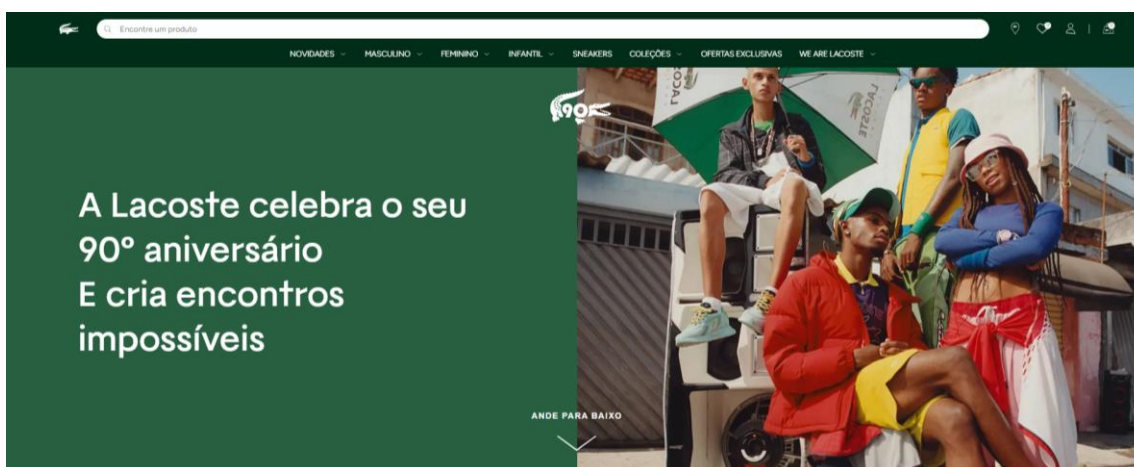 Encontre um produto
NOVIDADES MASCULINO FEMININO INFANTIL SNEAKERS COLEÇÕES OFERTAS EXCLUSIVAS WE ARE LACOSTE
90
A Lacoste celebra o seu
90º aniversário
E cria encontros
impossíveis
LACOSTE
ANDE PARA BAIXO